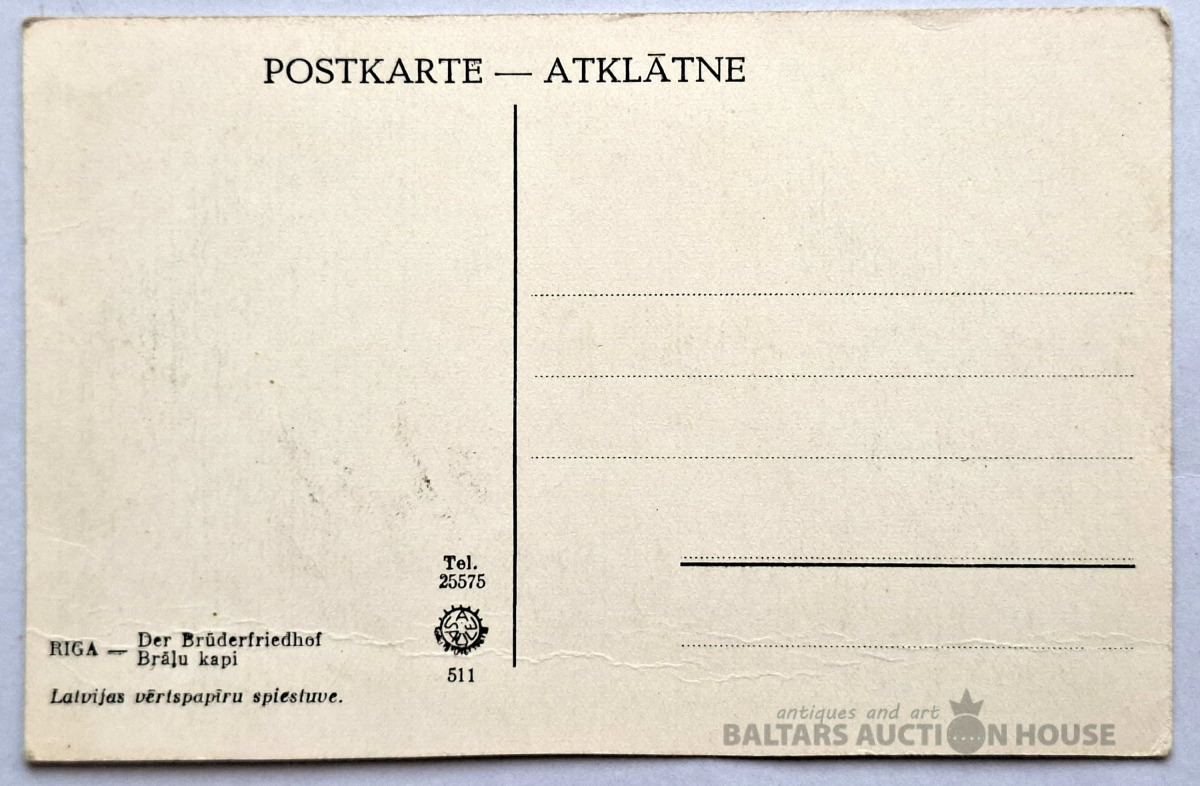 POSTKARTE — ATKLĀTNE
Tel.
25575
511
RIGA — Der Brüderfriedhof
Brāļu kapi
Latvijas vērtspapīru spiestuve.
antiques and art
BALTARS AUCTION HOUSE